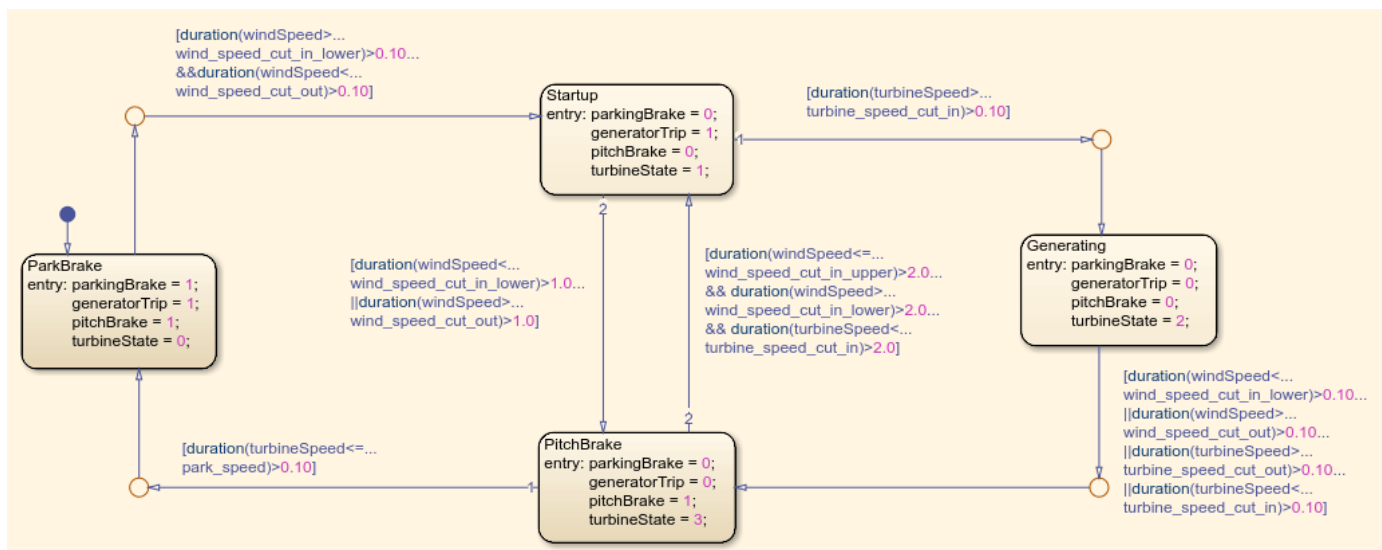 [duration(windSpeed>...
wind_speed_cut_in_lower)>0.10...
&&duration(windSpeed<...
wind_speed_cut_out)>0.10]
Startup
entry: parkingBrake = 0;
generatorTrip = 1;
pitchBrake = 0;
turbineState = 1;
[duration(turbineSpeed>...
turbine_speed_cut_in)>0.10]
1
2
ParkBrake
entry: parkingBrake = 1;
generatorTrip = 1;
pitchBrake = 1;
turbineState = 0;
[duration(windSpeed<...
wind_speed_cut_in_lower)>1.0...
||duration(windSpeed>...
wind_speed_cut_out)>1.0]
[duration(windSpeed<=...
wind_speed_cut_in_upper)>2.0...
&& duration(windSpeed>...
wind_speed_cut_in_lower)>2.0...
&& duration(turbineSpeed<...
turbine_speed_cut_in)>2.0]
Generating
entry: parkingBrake = 0;
generatorTrip = 0;
pitchBrake = 0;
turbineState = 2;
[duration(windSpeed<...
wind_speed_cut_in_lower)>0.10...
||duration(windSpeed>...
wind_speed_cut_out)>0.10...
||duration(turbineSpeed>...
turbine_speed_cut_out)>0.10...
||duration(turbineSpeed<...
turbine_speed_cut_in)>0.10]
2
[duration(turbineSpeed<=...
park_speed)>0.10]
1
PitchBrake
entry: parkingBrake = 0;
generatorTrip = 0;
pitchBrake = 1;
turbineState = 3;